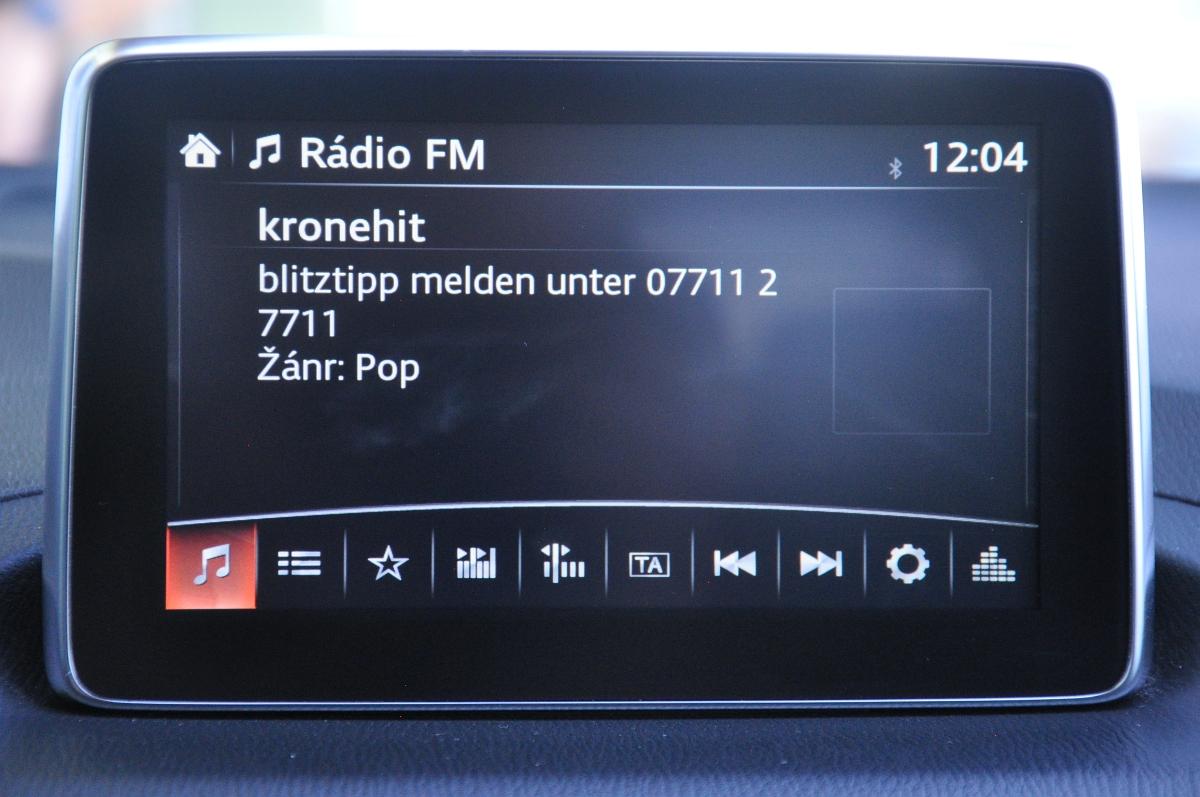 Rádio FM 12:04
kronehit
blitztipp melden unter 07711 2
7711
Žánr: Pop
TA